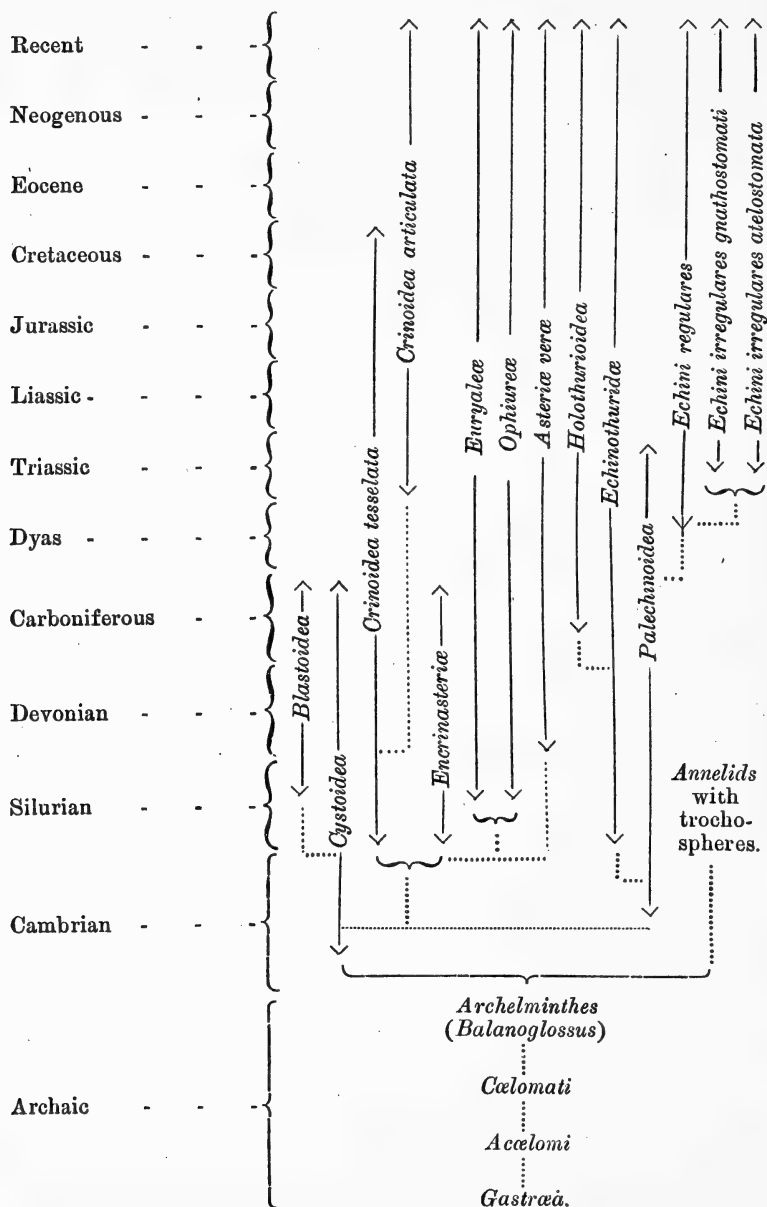 Recent - - -
Neogenous - - -
Eocene - - -
Cretaceous - - -
Jurassic - - -
Liassic - - -
Triassic - - -
Dyas - - -
Carboniferous - -
Devonian - - -
Silurian - - -
Cambrian - - -
Archaic - - -
Blastoidea
Cystoidea
Crinoidea tesselata
Crinoidea articulata
Encrinasteriæ
Euryaleæ
Ophiureæ
Asteriæ veræ
Holothurioidea
Echinothuridæ
Palechinoidea
Echini regulares
Echini irregulares gnathostomati
Echini irregulares atelostomata
Annelids
with
trocho-
spheres.
Archelminthes
(Balanoglossus)
Cœlomati
Acœlomi
Gastræà.